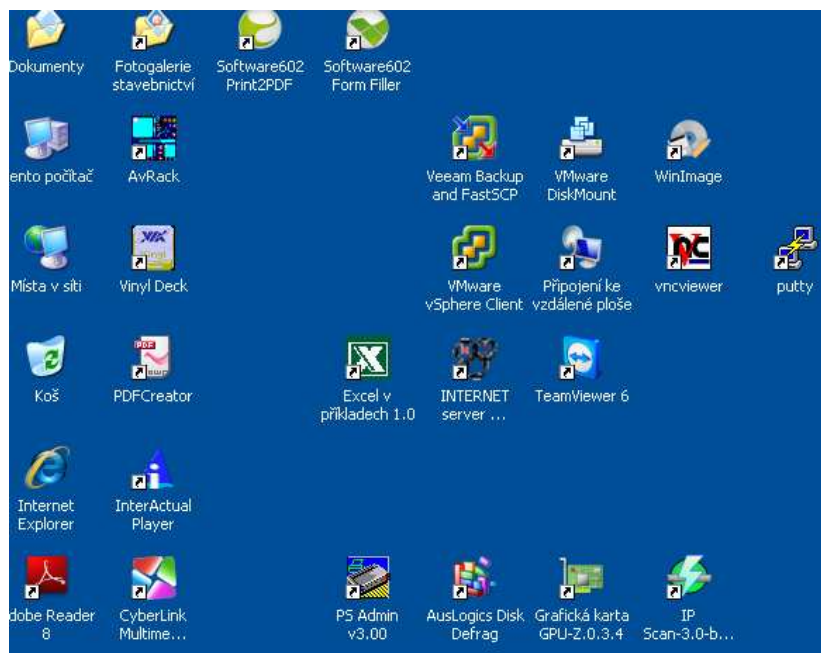 Dokumenty
Fotogalerie
stavebnictví
Software602
Print2PDF
Software602
Form Filler
ento počítač
AvRack
Veeam Backup
and FastSCP
VMware
DiskMount
WinImage
Místa v síti
Vinyl Deck
VMware
vSphere Client
Připojení ke
vzdálené ploše
vncviewer
putty
Koš
PDFCreator
Excel v
příkladech 1.0
INTERNET
server ...
TeamViewer 6
Internet
Explorer
InterActual
Player
dobe Reader
8
CyberLink
Multime...
PS Admin
v3.00
AusLogics Disk
Defrag
Grafická karta
GPU-Z.0.3.4
IP
Scan-3.0-b...